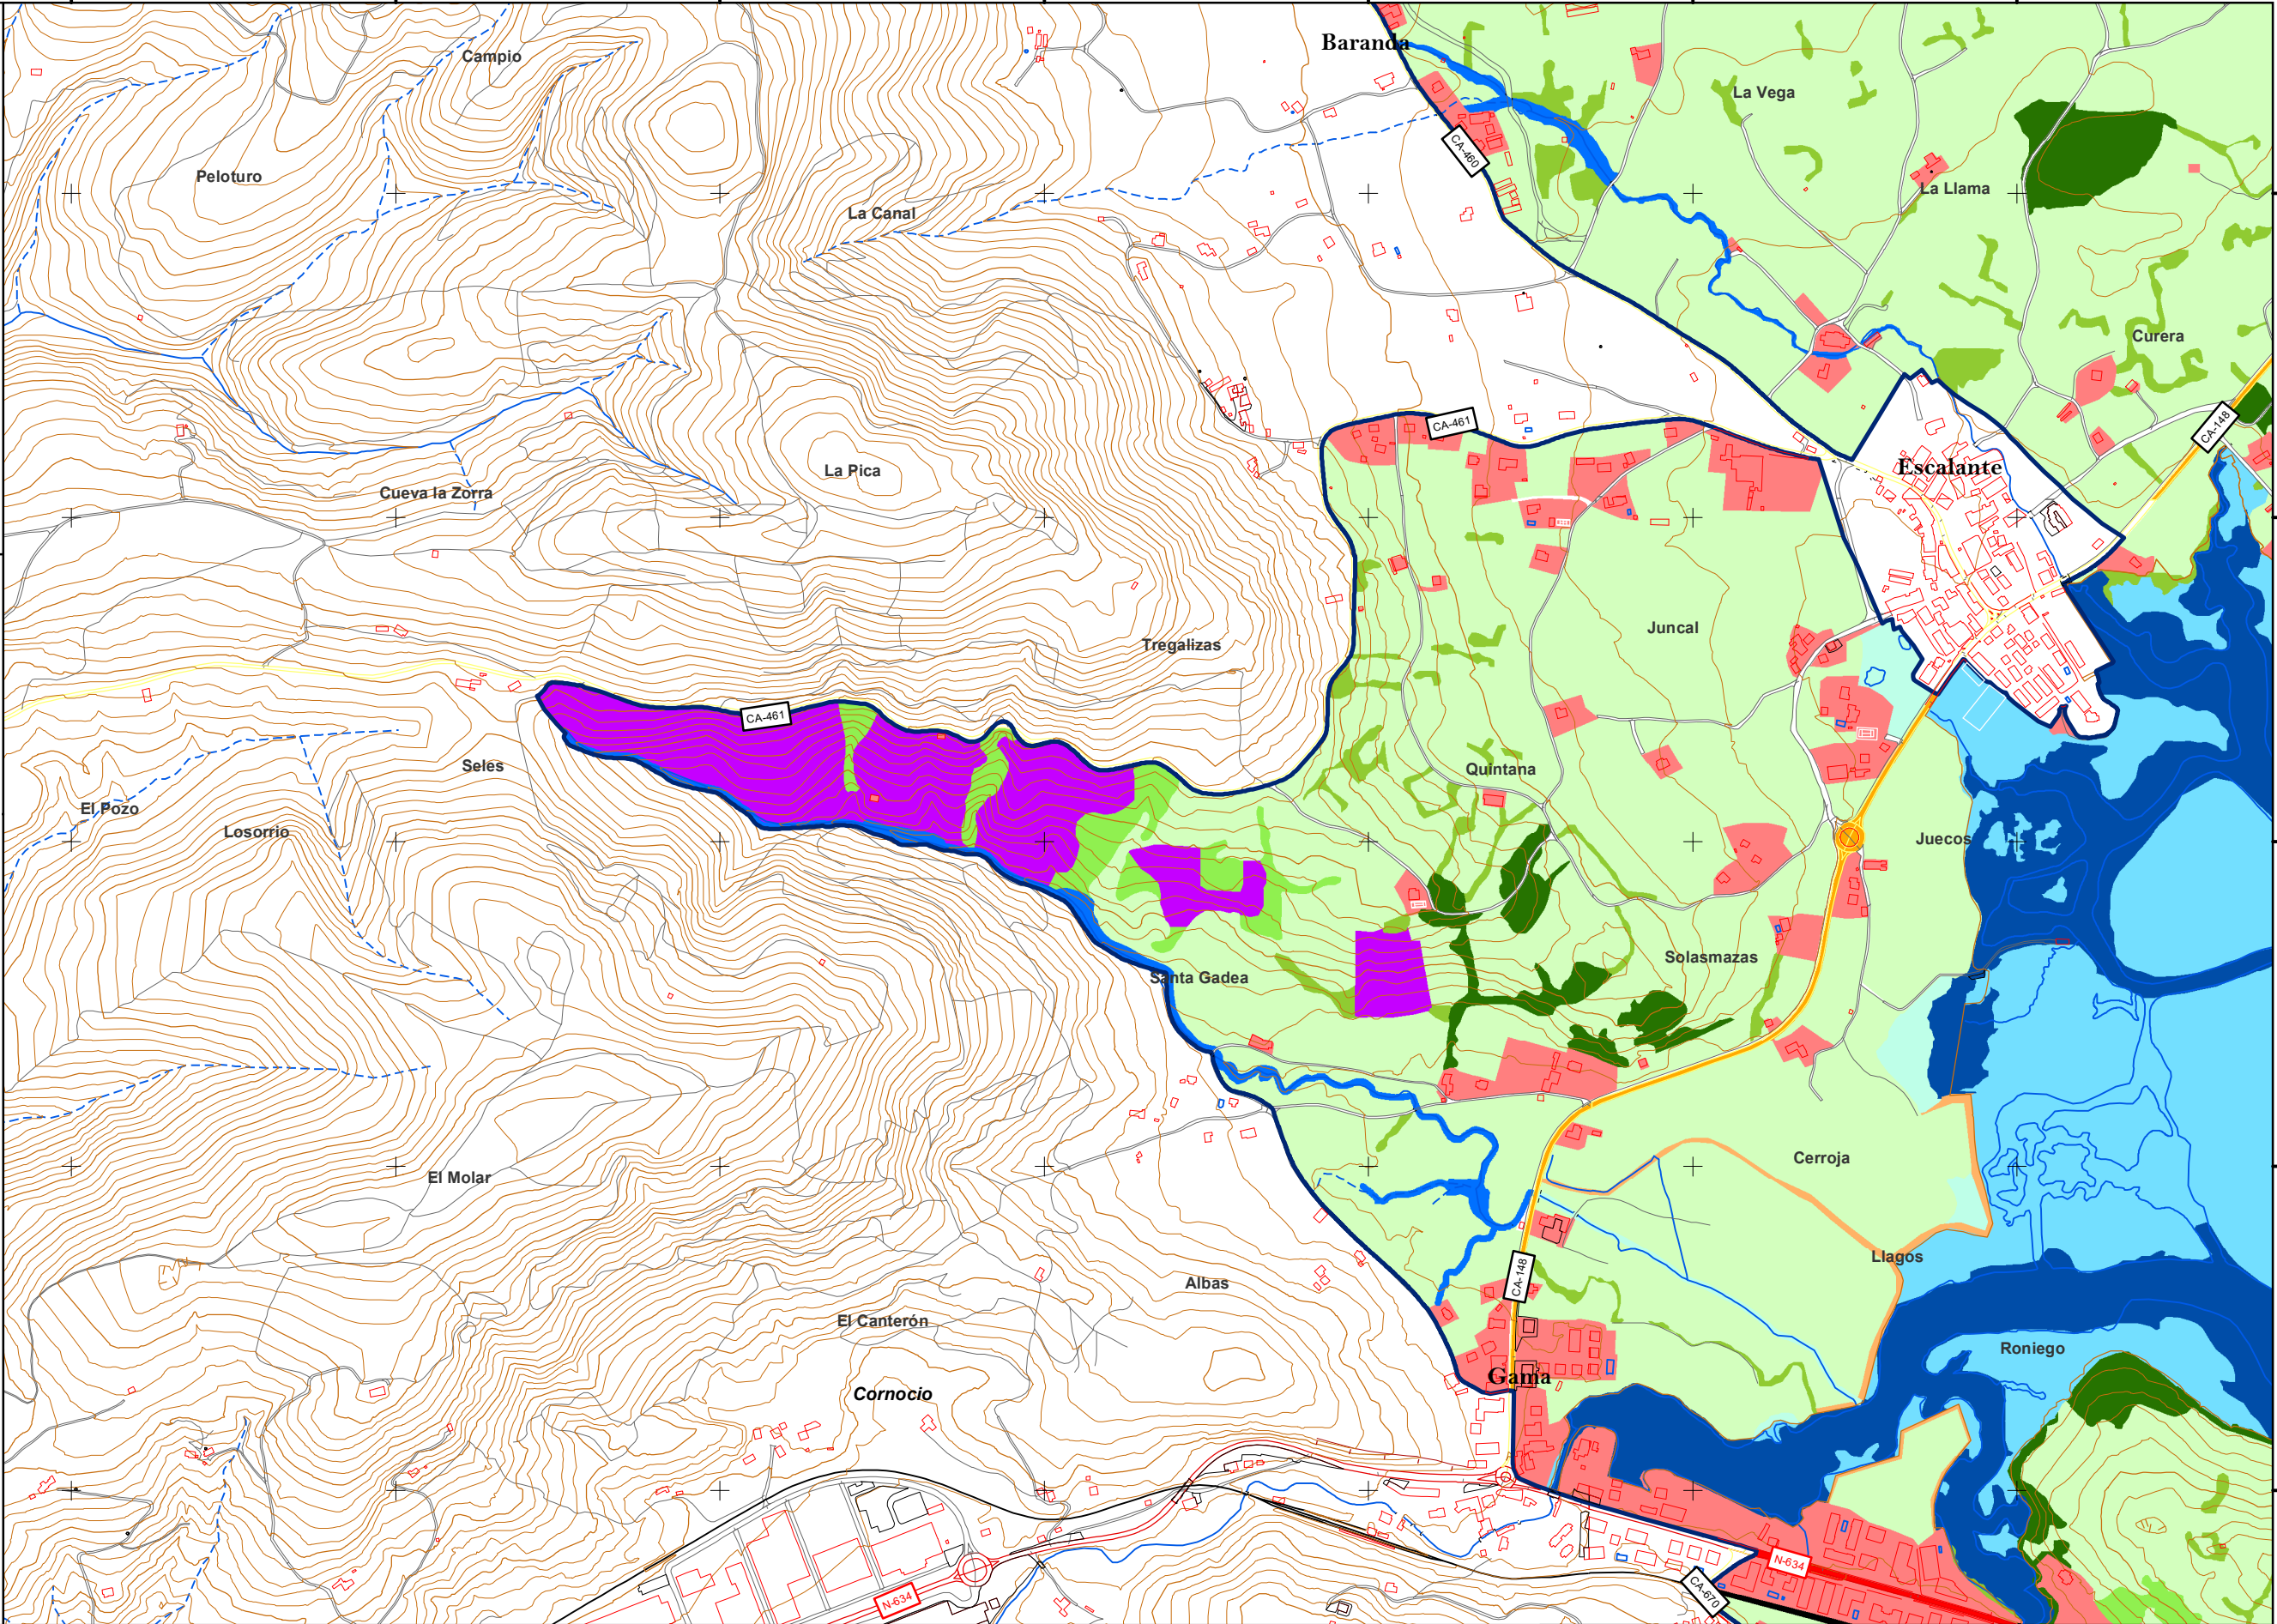 Baranda
Campio
La Vega
CA-460
Peloturo
La Llama
La Canal
Curera
CA-461
CA-148
Escalante
La Pica
Cueva la Zorra
Juncal
Tregalizas
CA-461
Seles
Quintana
El Pozo
Losorrio
Juecos
Solasmazas
Santa Gadea
Cerroja
El Molar
Llagos
Albas
CA-148
El Canterón
Roniego
Gama
Cornocio
N-634
CA-670
N-634